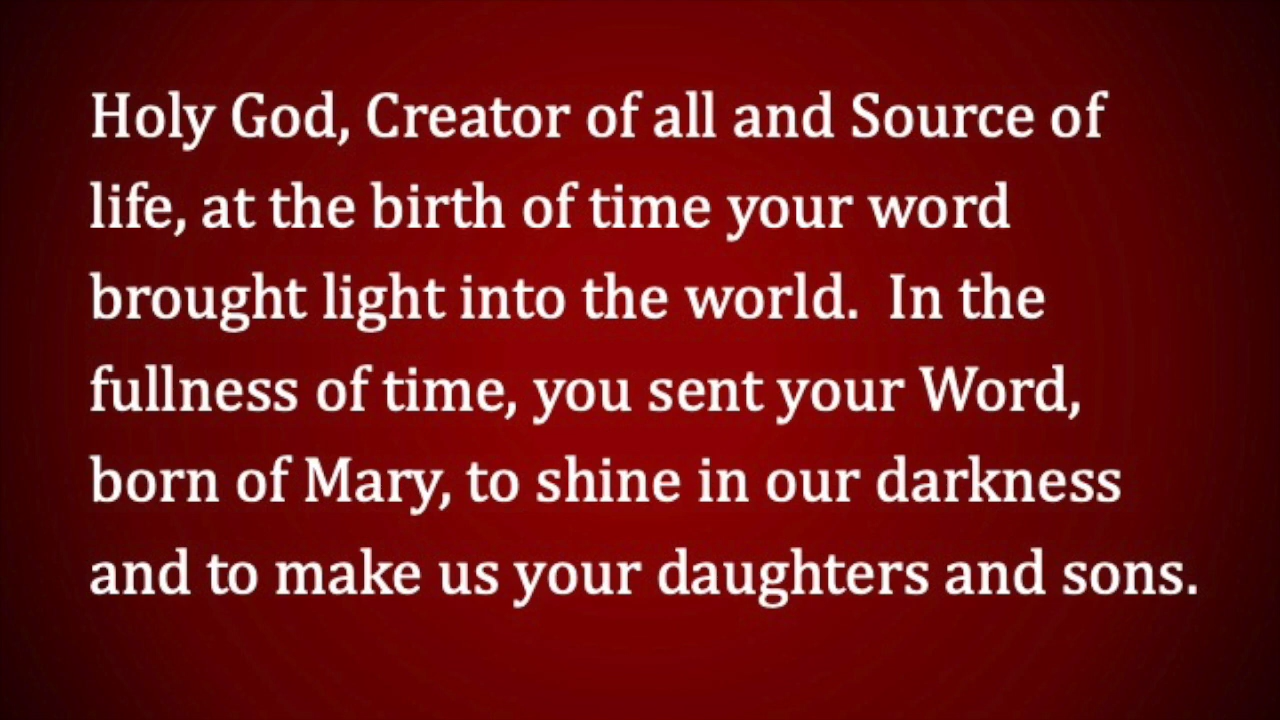 Holy God, Creator of all and Source of
life, at the birth of time your word
brought light into the world.  In the
fullness of time, you sent your Word,
born of Mary, to shine in our darkness
and to make us your daughters and sons.